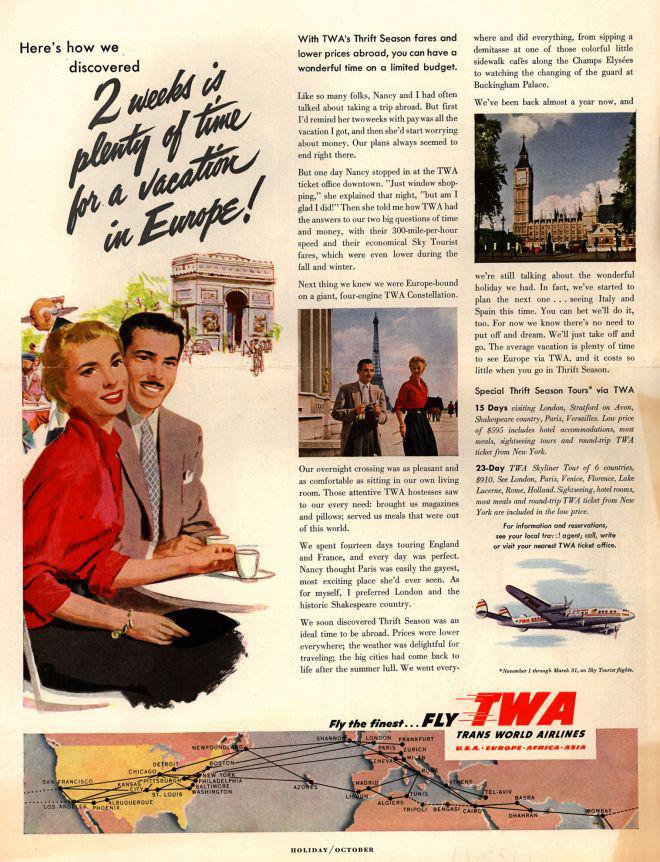 Here's how we
discovered
2 weeks is
plenty of time
for a vacation
in Europe!
With TWA's Thrift Season fares and
lower prices abroad, you can have a
wonderful time on a limited budget.
Like so many folks, Nancy and I had often
talked about taking a trip abroad. But first
I'd remind her two weeks with pay was all the
vacation I got, and then she'd start worrying
about money. Our plans always seemed to
end right there.
But one day Nancy stopped in at the TWA
ticket office downtown. "Just window shop-
ping," she explained that night, "but am I
glad I did!" Then she told me how TWA had
the answers to our two big questions of time
and money, with their 300-mile-per-hour
speed and their economical Sky Tourist
fares, which were even lower during the
fall and winter.
Next thing we knew we were Europe-bound
on a giant, four-engine TWA Constellation.
Our overnight crossing was as pleasant and
as comfortable as sitting in our own living
room. Those attentive TWA hostesses saw
to our every need: brought us magazines
and pillows; served us meals that were out
of this world.
We spent fourteen days touring England
and France, and every day was perfect.
Nancy thought Paris was easily the gayest,
most exciting place she'd ever seen. As
for myself, I preferred London and the
historic Shakespeare country.
We soon discovered Thrift Season was an
ideal time to be abroad. Prices were lower
everywhere; the weather was delightful for
traveling; the big cities had come back to
life after the summer lull. We went every-
where and did everything, from sipping a
demitasse at one of those colorful little
sidewalk cafés along the Champs Elysées
to watching the changing of the guard at
Buckingham Palace.
We've been back almost a year now, and
we're still talking about the wonderful
holiday we had. In fact, we've started to
plan the next one . . . seeing Italy and
Spain this time. You can bet we'll do it,
too. For now we know there's no need to
put off and dream. We'll just take off and
go. The average vacation is plenty of time
to see Europe via TWA, and it costs so
little when you go in Thrift Season.
Special Thrift Season Tours* via TWA
15 Days visiting London, Stratford on Avon,
Shakespeare country, Paris, Versailles. Low price
of $595 includes hotel accommodations, most
meals, sightseeing tours and round-trip TWA
ticket from New York.
23-Day TWA Skyliner Tour of 6 countries,
$910. See London, Paris, Venice, Florence, Lake
Lucerne, Rome, Holland. Sightseeing, hotel rooms,
most meals and round-trip TWA ticket from New
York are included in the low price.
For information and reservations,
see your local travel agent; call, write
or visit your nearest TWA ticket office.
TWA
*November 1 through March 31, on Sky Tourist flights.
Fly the finest... FLY TWA
TRANS WORLD AIRLINES
U.S.A. • EUROPE • AFRICA • ASIA
SAN FRANCISCO
LOS ANGELES
PHOENIX
ALBUQUERQUE
KANSAS
CITY
ST. LOUIS
CHICAGO
DETROIT
PITTSBURGH
BOSTON
NEW YORK
PHILADELPHIA
BALTIMORE
WASHINGTON
NEWFOUNDLAND
AZORES
SHANNON
LONDON
FRANKFURT
PARIS
ZURICH
GENEVA
MILAN
ROME
MADRID
LISBON
ALGIERS
TUNIS
TRIPOLI
BENGASI
ATHENS
CAIRO
TEL-AVIV
BASRA
DHAHRAN
BOMBAY
HOLIDAY/OCTOBER